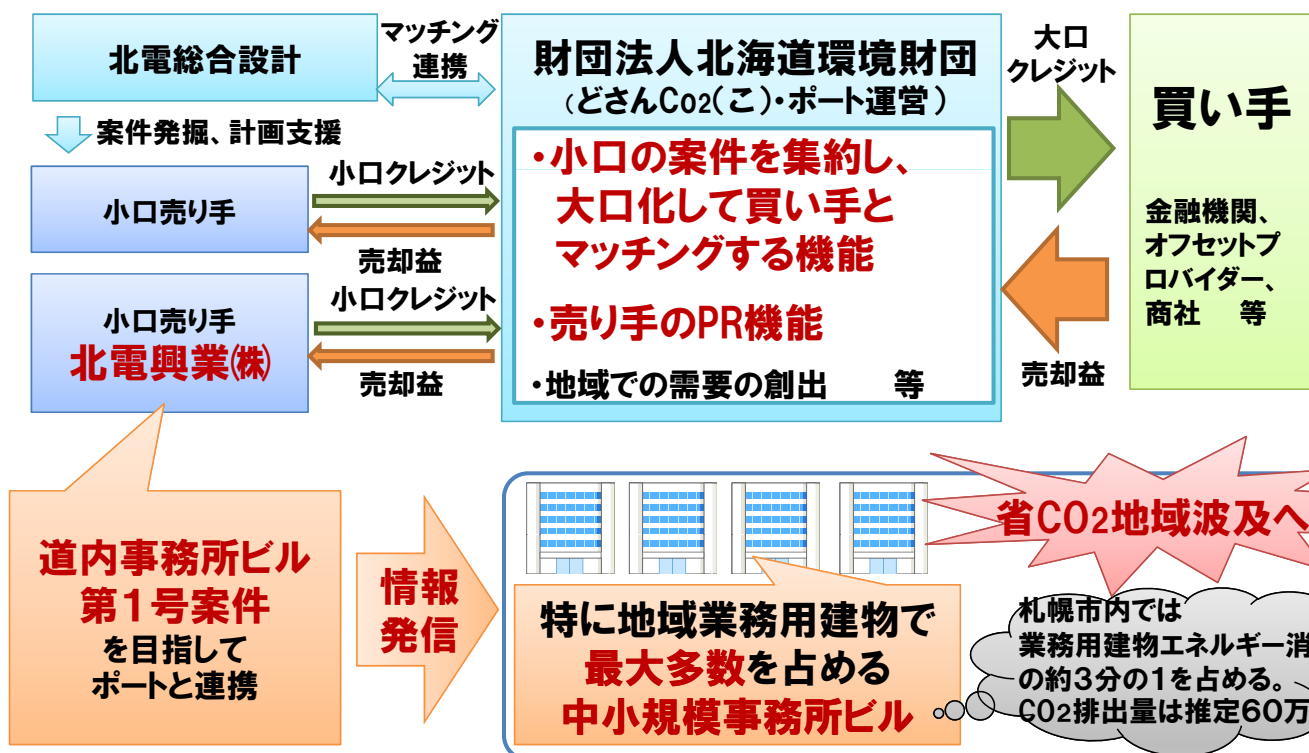 北電総合設計
マッチング
連携
財団法人北海道環境財団
（どさんCo2(こ)・ポート運営）
大口
クレジット
買い手
案件発掘、計画支援
小口売り手
小口クレジット
売却益
・小口の案件を集約し、
大口化して買い手と
マッチングする機能
・売り手のPR機能
・地域での需要の創出　　等
金融機関、
オフセットプ
ロバイダー、
商社　等
売却益
小口売り手
北電興業㈱
小口クレジット
売却益
道内事務所ビル
第１号案件
を目指して
ポートと連携
情報
発信
省CO2地域波及へ
特に地域業務用建物で
最大多数を占める
中小規模事務所ビル
札幌市内では
業務用建物エネルギー消
の約３分の１を占める。
CO2排出量は推定６０万